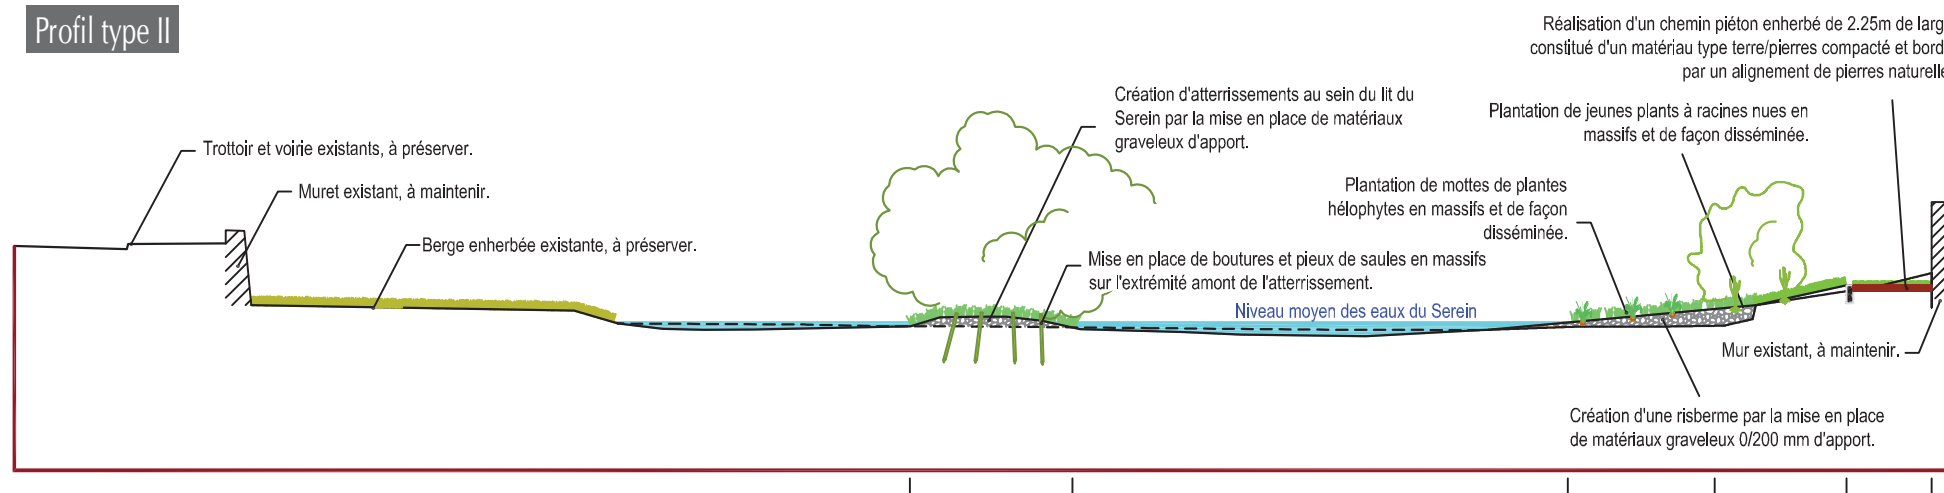 Profil type II
Réalisation d'un chemin piéton enherbé de 2.25m de larg
constitué d'un matériau type terre/pierres compacté et bord
par un alignement de pierres naturelle
Création d'atterrissements au sein du lit du
Serein par la mise en place de matériaux
graveleux d'apport.
Plantation de jeunes plants à racines nues en
massifs et de façon disséminée.
Trottoir et voirie existants, à préserver.
Muret existant, à maintenir.
Plantation de mottes de plantes
hélophytes en massifs et de façon
disséminée.
Berge enherbée existante, à préserver.
Mise en place de boutures et pieux de saules en massifs
sur l'extrémité amont de l'atterrissement.
Niveau moyen des eaux du Serein
Mur existant, à maintenir.
Création d'une risberme par la mise en place
de matériaux graveleux 0/200 mm d'apport.